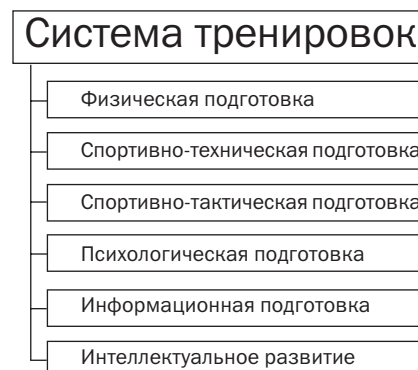 Система тренировок
Физическая подготовка
Спортивно-техническая подготовка
Спортивно-тактическая подготовка
Психологическая подготовка
Информационная подготовка
Интеллектуальное развитие